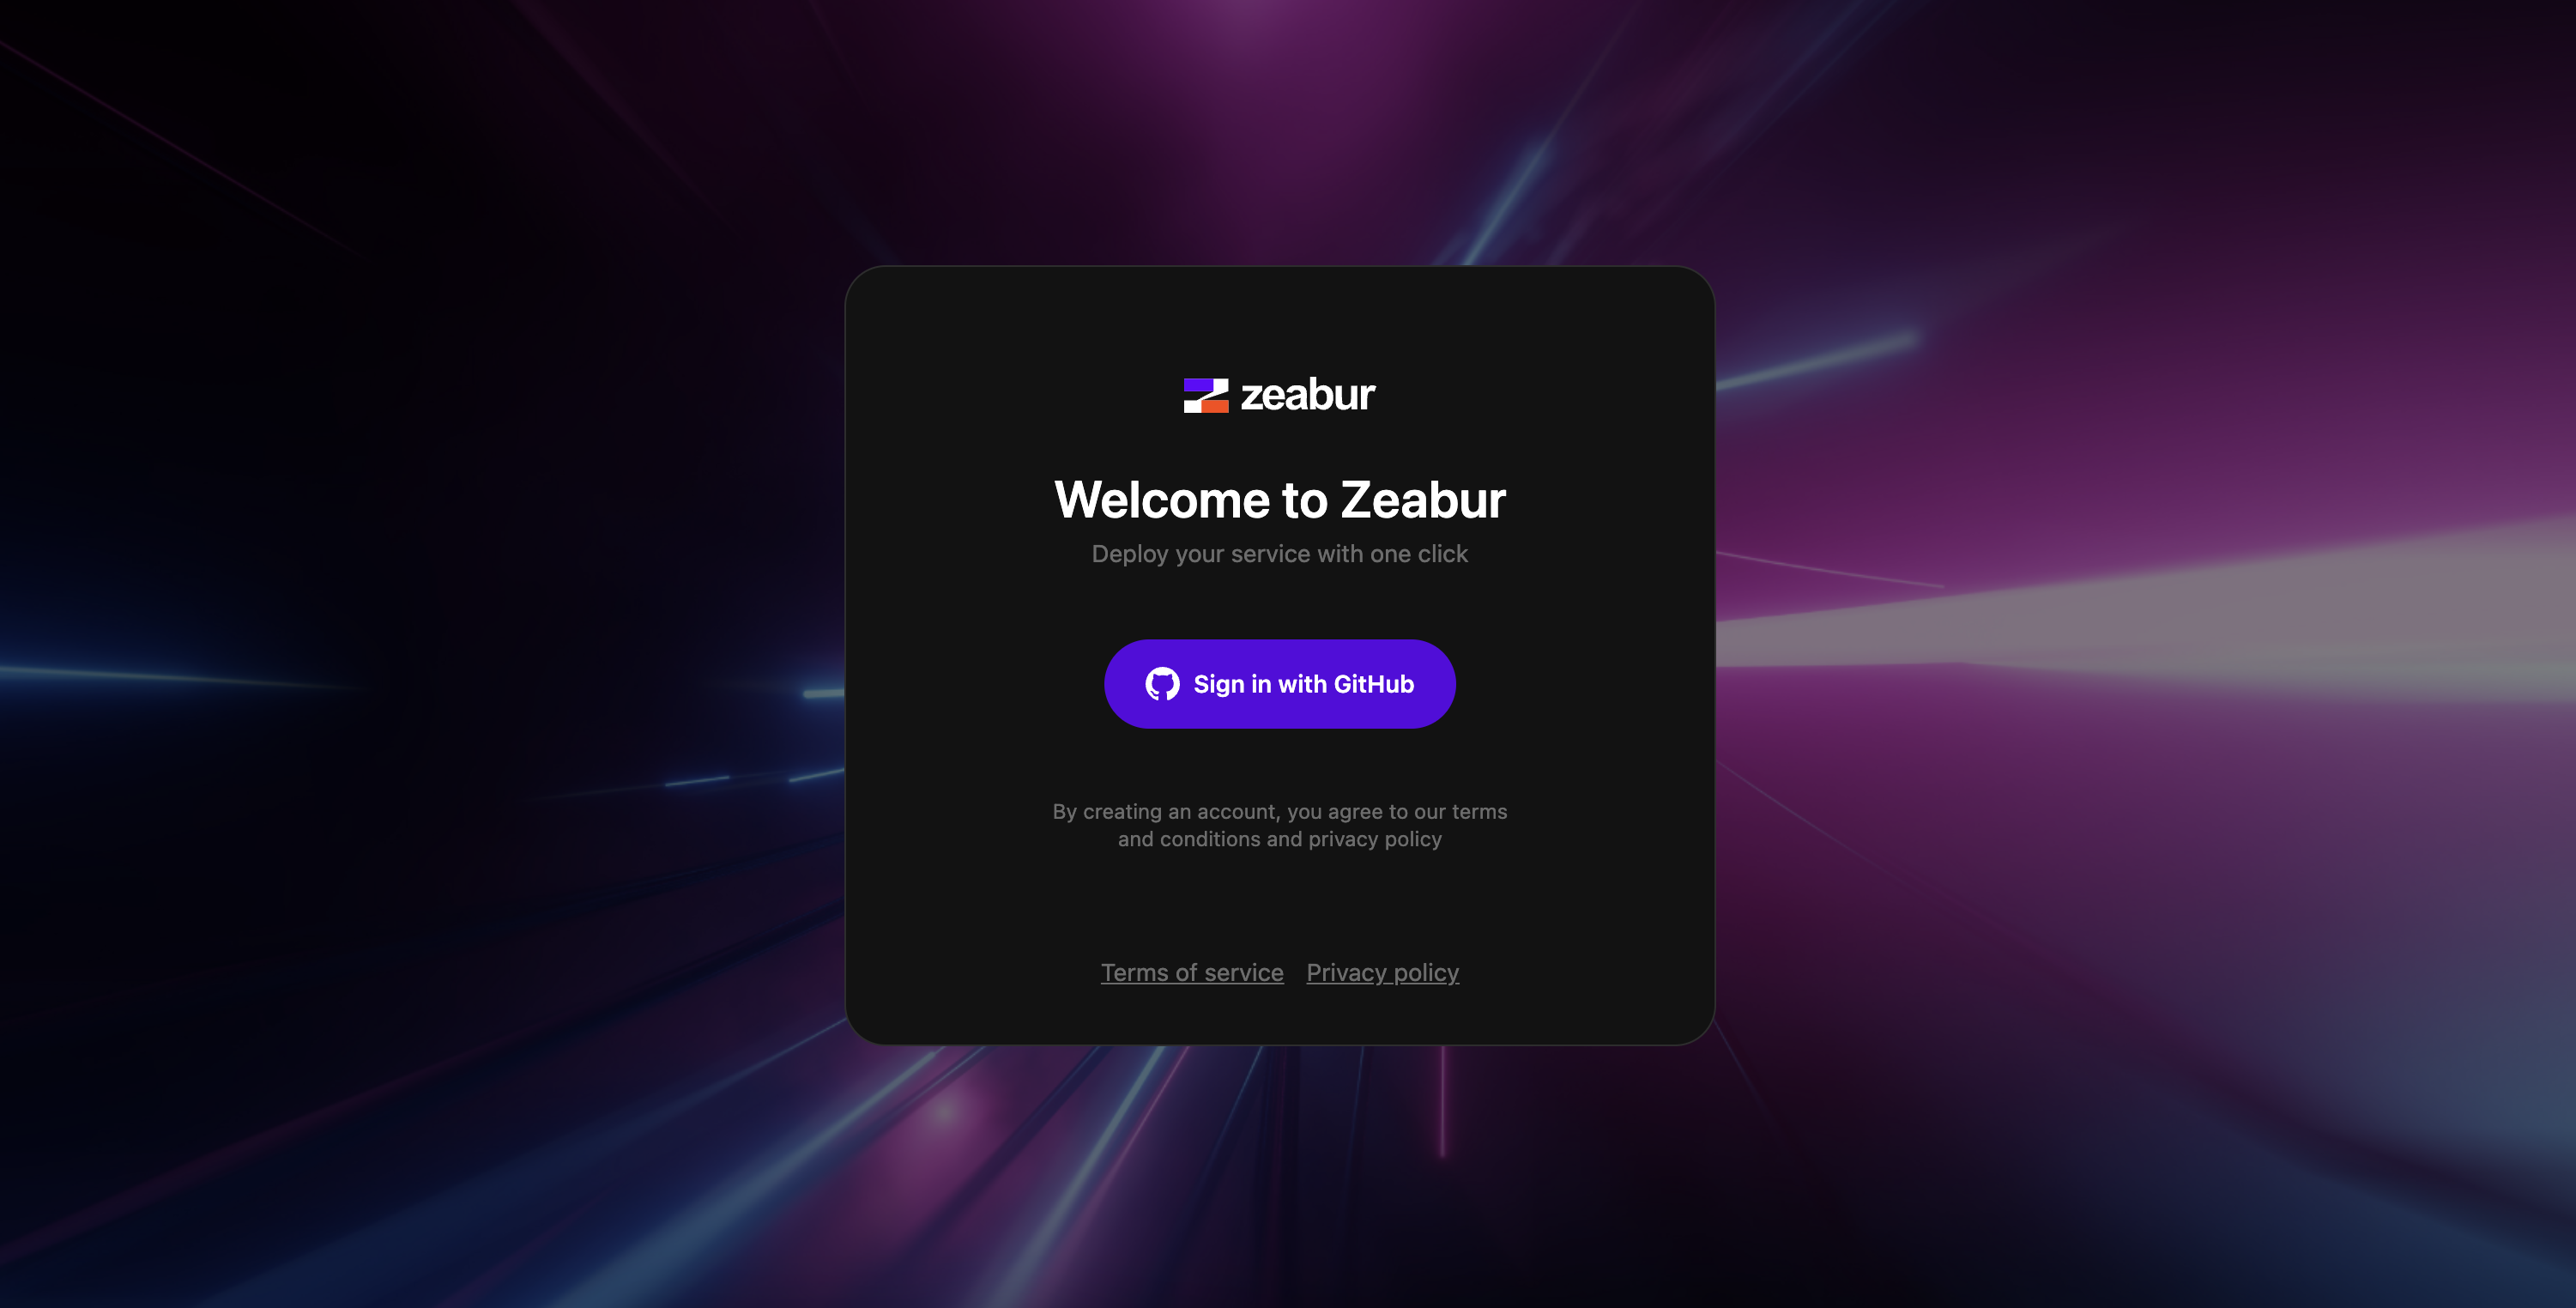 zeabur
Welcome to Zeabur
Deploy your service with one click
Sign in with GitHub
By creating an account, you agree to our terms
and conditions and privacy policy
Terms of service Privacy policy